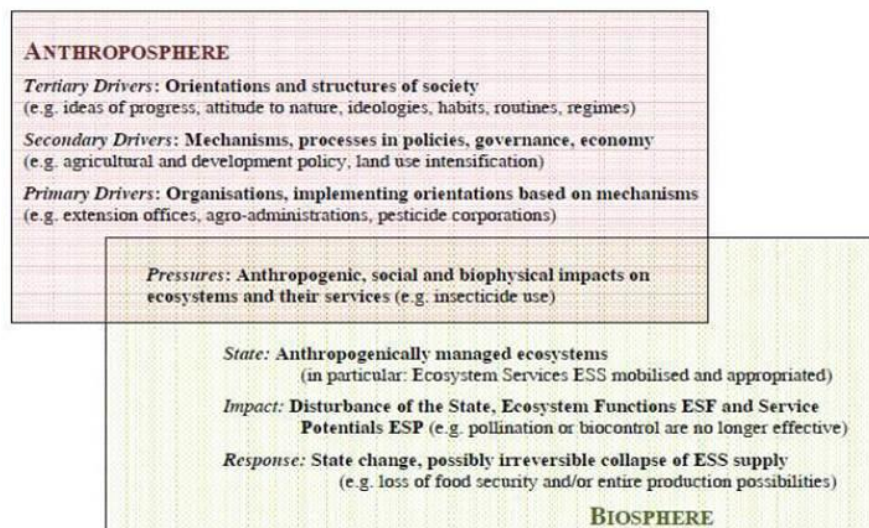 ANTHROPOSPHERE
Tertiary Drivers: Orientations and structures of society
(e.g. ideas of progress, attitude to nature, ideologies, habits, routines, regimes)
Secondary Drivers: Mechanisms, processes in policies, governance, economy
(e.g. agricultural and development policy, land use intensification)
Primary Drivers: Organisations, implementing orientations based on mechanisms
(e.g. extension offices, agro-administrations, pesticide corporations)
Pressures: Anthropogenic, social and biophysical impacts on
ecosystems and their services (e.g. insecticide use)
State: Anthropogenically managed ecosystems
(in particular: Ecosystem Services ESS mobilised and appropriated)
Impact: Disturbance of the State, Ecosystem Functions ESF and Service
Potentials ESP (e.g. pollination or biocontrol are no longer effective)
Response: State change, possibly irreversible collapse of ESS supply
(e.g. loss of food security and/or entire production possibilities)
BIOSPHERE